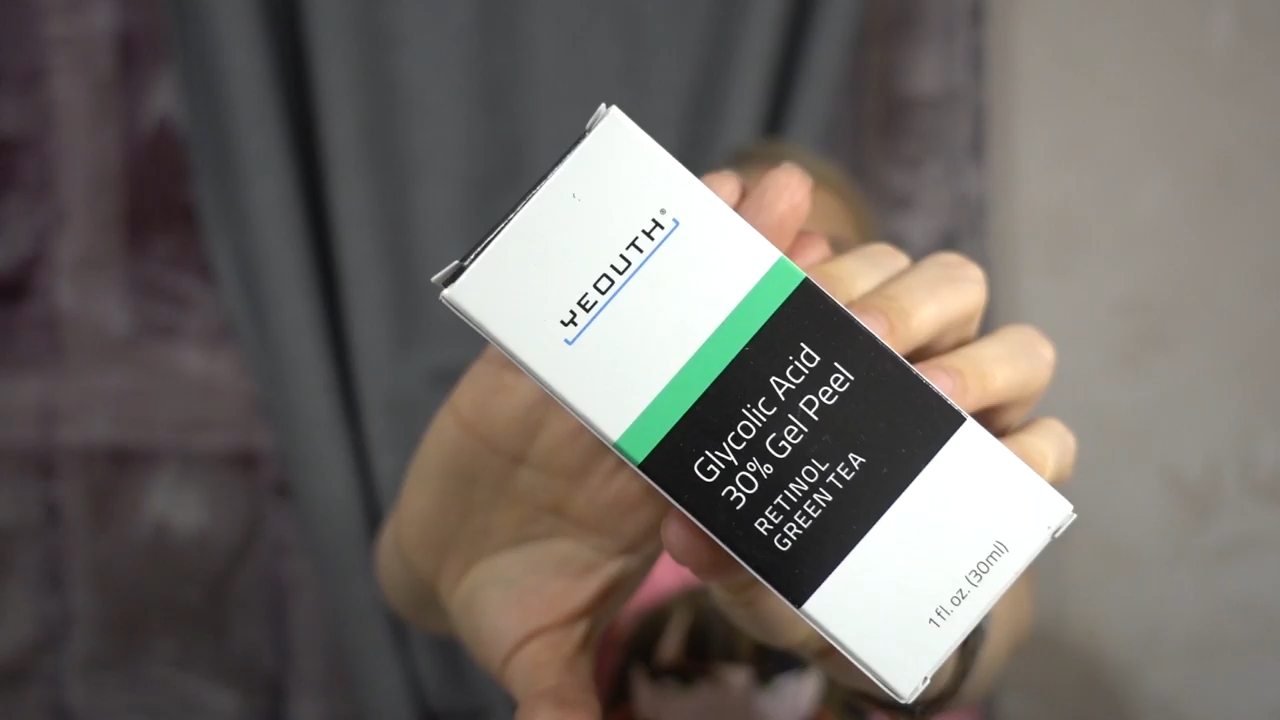 YEOUTH®
Glycolic Acid
30% Gel Peel
RETINOL
GREEN TEA
1 fl. oz. (30ml)